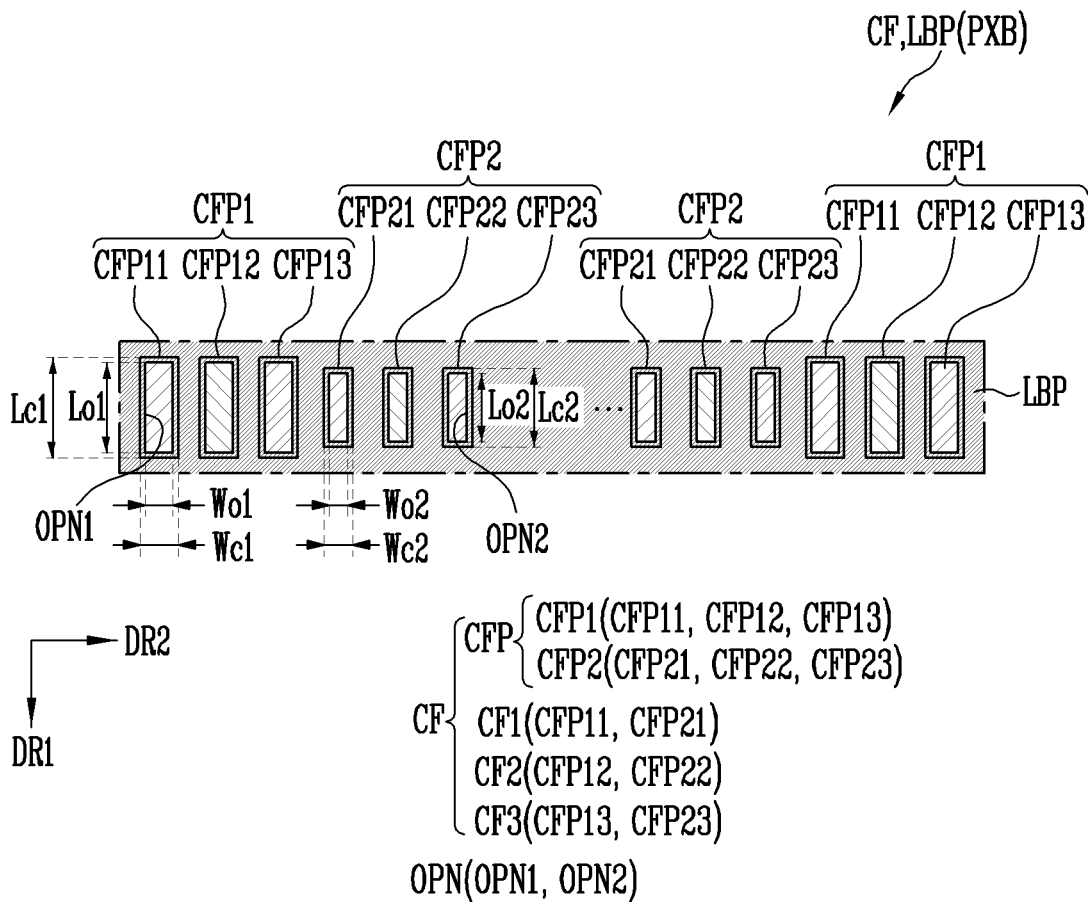 CF,LBP(PXB)
CFP2
CFP1
CFP1
CFP21 CFP22 CFP23
CFP2
CFP11 CFP12 CFP13
CFP11 CFP12 CFP13
CFP21 CFP22 CFP23
Lc1 Lo1 Lo2 Lc2 ... LBP
OPN1 Wo1 Wo2 OPN2
Wc1 Wc2
CFP1(CFP11, CFP12, CFP13)
CFP
CFP2(CFP21, CFP22, CFP23)
DR2
CF
CF1(CFP11, CFP21)
DR1
CF2(CFP12, CFP22)
CF3(CFP13, CFP23)
OPN(OPN1, OPN2)